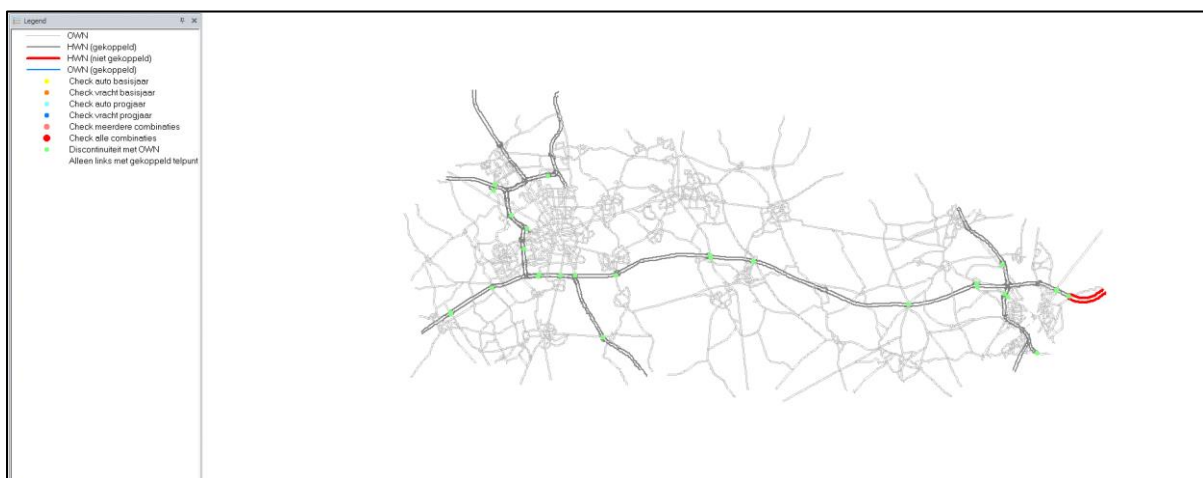 Legend
OWN
HWN (gekoppeld)
HWN (niet gekoppeld)
OWN (gekoppeld)
Check auto basisjaar
Check vracht basisjaar
Check auto progjaar
Check vracht progjaar
Check meerdere combinaties
Check alle combinaties
Discontinuiteit met OWN
Alleen links met gekoppeld telpunt